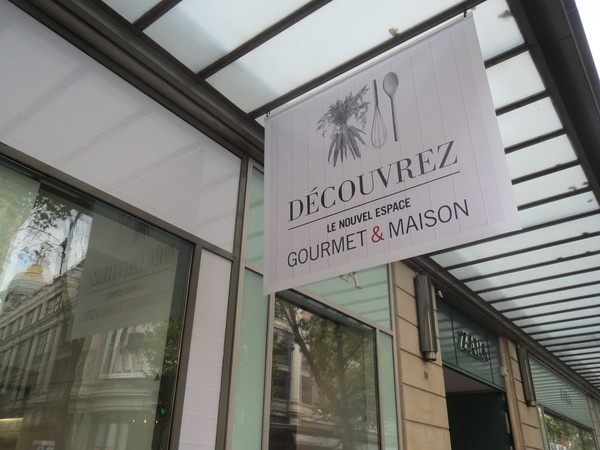 DÉCOUVREZ
LE NOUVEL ESPACE
GOURMET & MAISON